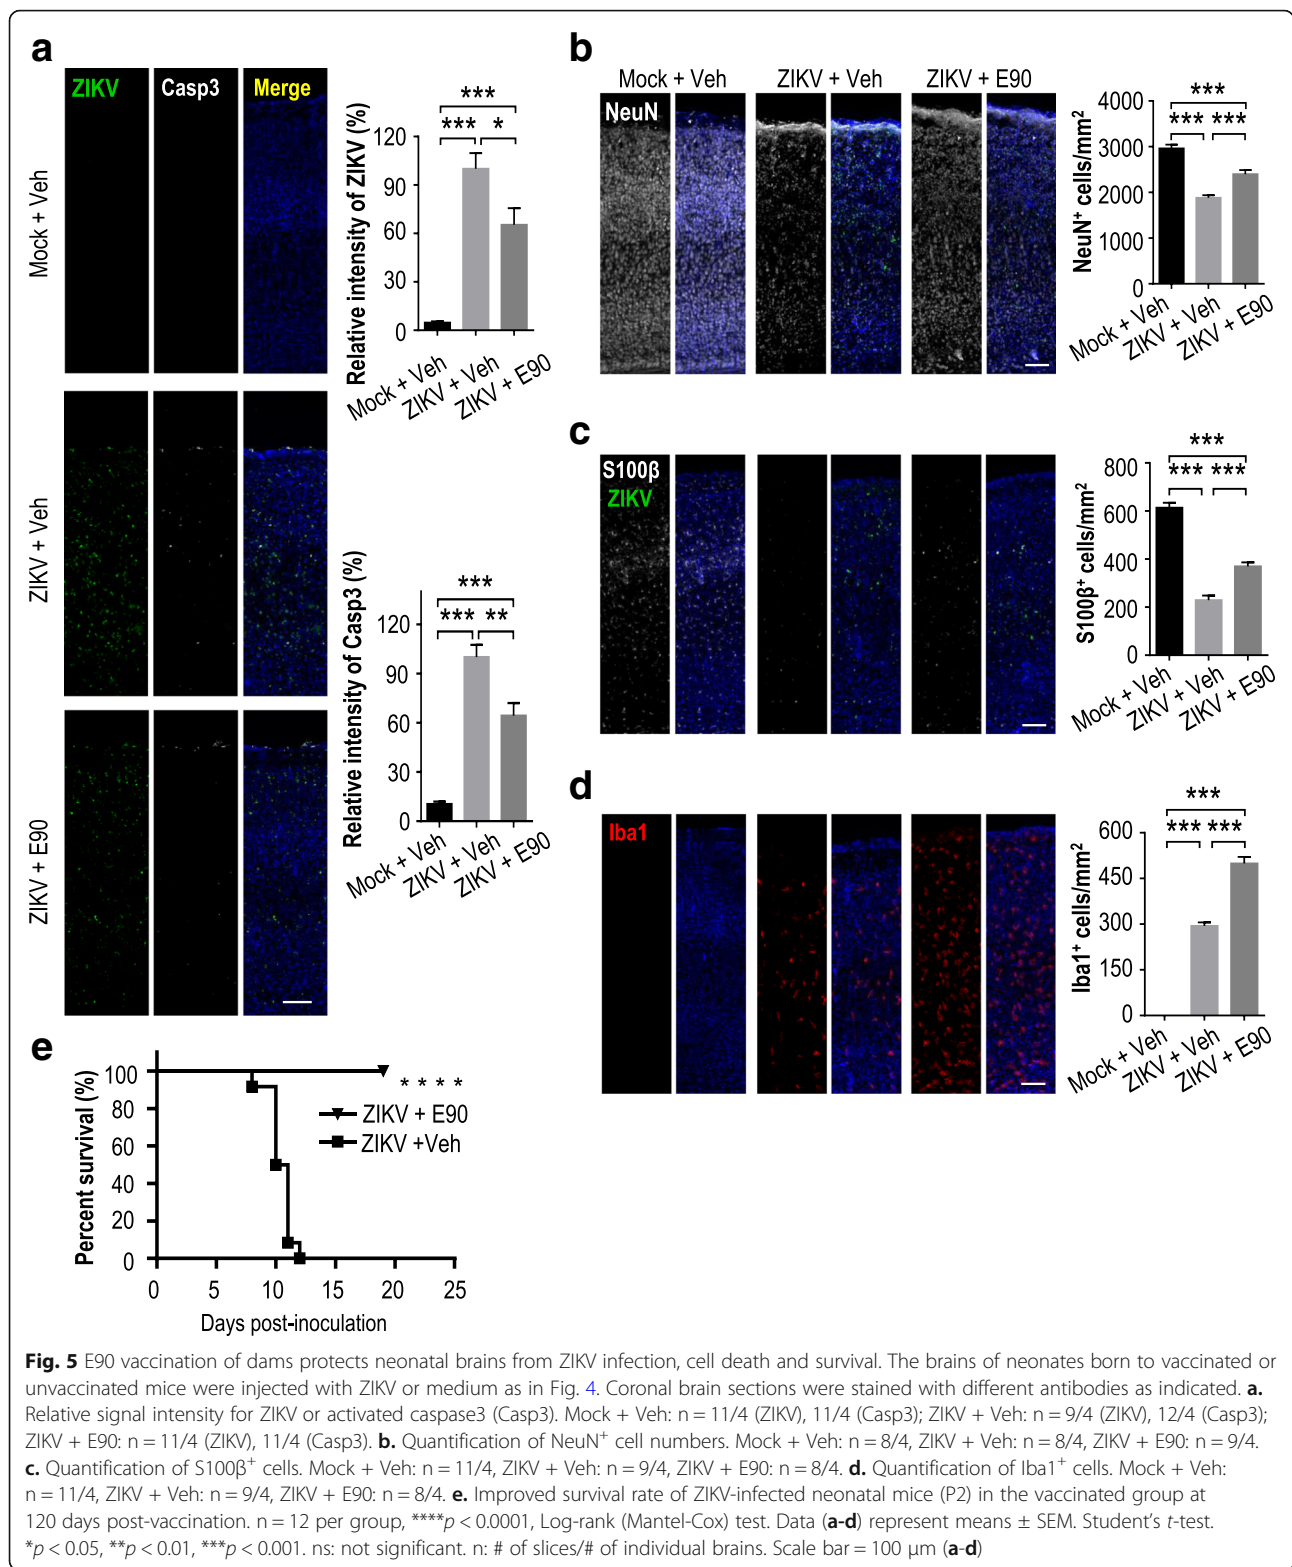 a
ZIKV Casp3 Merge
Mock + Veh
ZIKV + Veh
ZIKV + E90
Relative intensity of ZIKV (%)
***
*** *
120
90
60
30
0
Mock + Veh
ZIKV + Veh
ZIKV + E90
Relative intensity of Casp3 (%)
***
*** **
120
90
60
30
0
Mock + Veh
ZIKV + Veh
ZIKV + E90
b
Mock + Veh ZIKV + Veh ZIKV + E90
NeuN
NeuN⁺ cells/mm²
***
*** ***
4000
3000
2000
1000
0
Mock + Veh
ZIKV + Veh
ZIKV + E90
c
S100β
ZIKV
S100β⁺ cells/mm²
***
*** ***
800
600
400
200
0
Mock + Veh
ZIKV + Veh
ZIKV + E90
d
Iba1
Iba1⁺ cells/mm²
***
*** ***
600
450
300
150
0
Mock + Veh
ZIKV + Veh
ZIKV + E90
e
Percent survival (%)
100
80
60
40
20
0
****
ZIKV + E90
ZIKV +Veh
0 5 10 15 20 25
Days post-inoculation
Fig. 5 E90 vaccination of dams protects neonatal brains from ZIKV infection, cell death and survival. The brains of neonates born to vaccinated or
unvaccinated mice were injected with ZIKV or medium as in Fig. 4. Coronal brain sections were stained with different antibodies as indicated. a.
Relative signal intensity for ZIKV or activated caspase3 (Casp3). Mock + Veh: n = 11/4 (ZIKV), 11/4 (Casp3); ZIKV + Veh: n = 9/4 (ZIKV), 12/4 (Casp3);
ZIKV + E90: n = 11/4 (ZIKV), 11/4 (Casp3). b. Quantification of NeuN⁺ cell numbers. Mock + Veh: n = 8/4, ZIKV + Veh: n = 8/4, ZIKV + E90: n = 9/4.
c. Quantification of S100β⁺ cells. Mock + Veh: n = 11/4, ZIKV + Veh: n = 9/4, ZIKV + E90: n = 8/4. d. Quantification of Iba1⁺ cells. Mock + Veh:
n = 11/4, ZIKV + Veh: n = 9/4, ZIKV + E90: n = 8/4. e. Improved survival rate of ZIKV-infected neonatal mice (P2) in the vaccinated group at
120 days post-vaccination. n = 12 per group, ****p < 0.0001, Log-rank (Mantel-Cox) test. Data (a-d) represent means ± SEM. Student's t-test.
*p < 0.05, **p < 0.01, ***p < 0.001. ns: not significant. n: # of slices/# of individual brains. Scale bar = 100 μm (a-d)